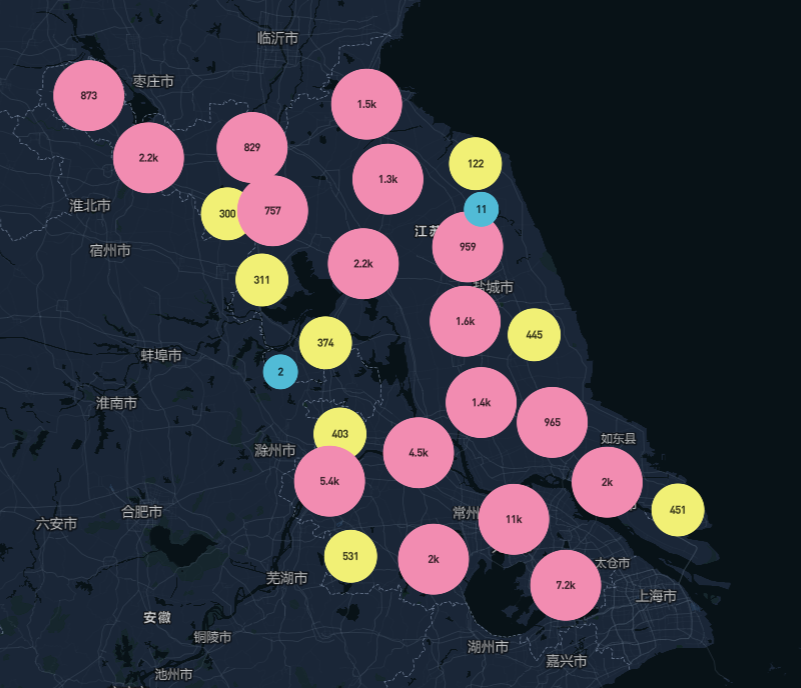 临沂市
枣庄市
873
1.5k
829
2.2k
122
1.3k
淮北市
300
757
11
江苏
宿州市
959
2.2k
311
盐城市
1.6k
445
374
蚌埠市
2
淮南市
1.4k
965
403
如东县
滁州市
4.5k
5.4k
2k
合肥市
451
六安市
常州
11k
531
2k
太仓市
芜湖市
7.2k
上海市
安徽
铜陵市
湖州市
嘉兴市
池州市